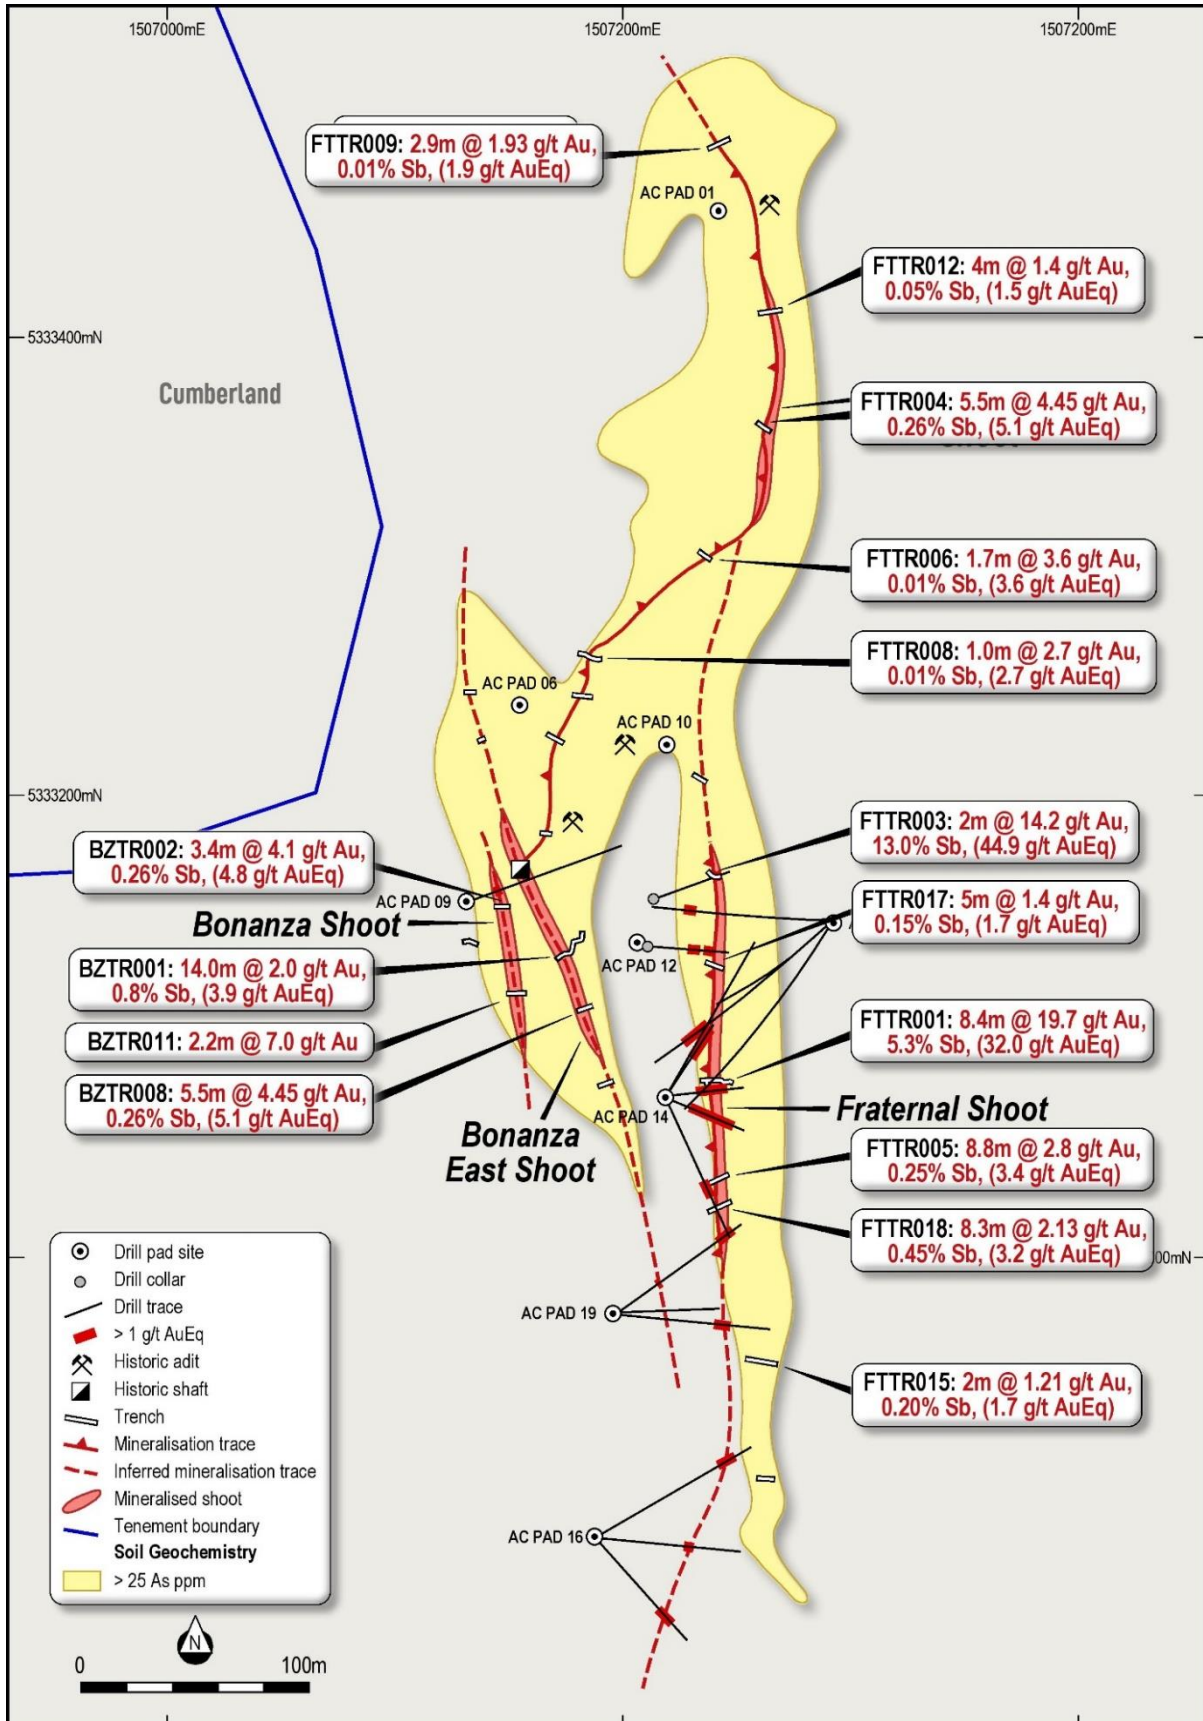 1507000mE
1507200mE
1507200mE
FTTR009: 2.9m @ 1.93 g/t Au,
0.01% Sb, (1.9 g/t AuEq)
AC PAD 01
FTTR012: 4m @ 1.4 g/t Au,
0.05% Sb, (1.5 g/t AuEq)
5333400mN
Cumberland
FTTR004: 5.5m @ 4.45 g/t Au,
0.26% Sb, (5.1 g/t AuEq)
FTTR006: 1.7m @ 3.6 g/t Au,
0.01% Sb, (3.6 g/t AuEq)
FTTR008: 1.0m @ 2.7 g/t Au,
0.01% Sb, (2.7 g/t AuEq)
AC PAD 06
AC PAD 10
5333200mN
FTTR003: 2m @ 14.2 g/t Au,
13.0% Sb, (44.9 g/t AuEq)
BZTR002: 3.4m @ 4.1 g/t Au,
0.26% Sb, (4.8 g/t AuEq)
AC PAD 09
FTTR017: 5m @ 1.4 g/t Au,
0.15% Sb, (1.7 g/t AuEq)
Bonanza Shoot
AC PAD 12
BZTR001: 14.0m @ 2.0 g/t Au,
0.8% Sb, (3.9 g/t AuEq)
FTTR001: 8.4m @ 19.7 g/t Au,
5.3% Sb, (32.0 g/t AuEq)
BZTR011: 2.2m @ 7.0 g/t Au
BZTR008: 5.5m @ 4.45 g/t Au,
0.26% Sb, (5.1 g/t AuEq)
AC PAD 14
Fraternal Shoot
Bonanza
East Shoot
FTTR005: 8.8m @ 2.8 g/t Au,
0.25% Sb, (3.4 g/t AuEq)
FTTR018: 8.3m @ 2.13 g/t Au,
0.45% Sb, (3.2 g/t AuEq)
00mN
AC PAD 19
FTTR015: 2m @ 1.21 g/t Au,
0.20% Sb, (1.7 g/t AuEq)
AC PAD 16
Drill pad site
Drill collar
Drill trace
> 1 g/t AuEq
Historic adit
Historic shaft
Trench
Mineralisation trace
Inferred mineralisation trace
Mineralised shoot
Tenement boundary
Soil Geochemistry
> 25 As ppm
N
0
100m